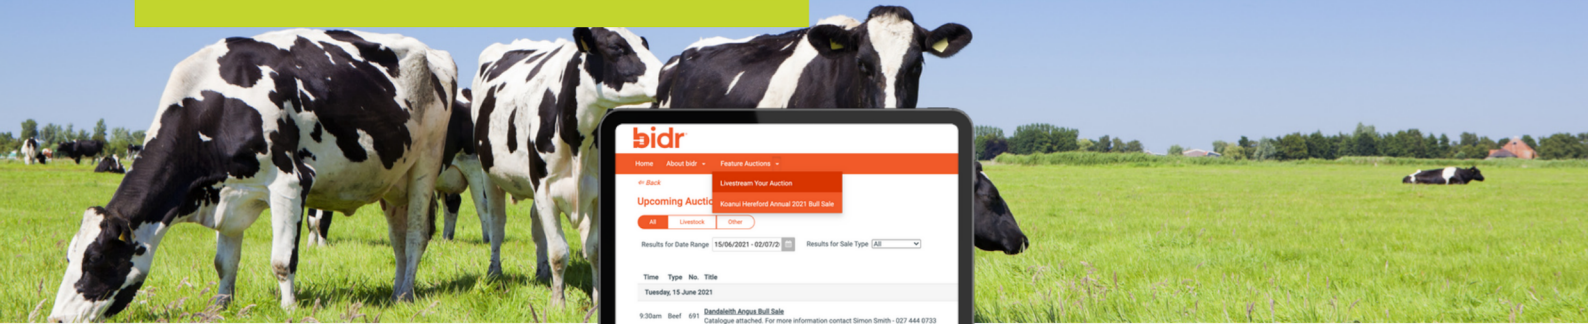 bidr
Home About bidr Feature Auctions
Back
Livestream Your Auction
Upcoming Auctio
Koanui Hereford Annual 2021 Bull Sale
All Livestock Other
Results for Date Range 15/06/2021 - 02/07/2 Results for Sale Type All
Time Type No. Title
Tuesday, 15 June 2021
9:30am Beef 691 Dandaleith Angus Bull Sale
Catalogue attached. For more information contact Simon Smith - 027 444 0733